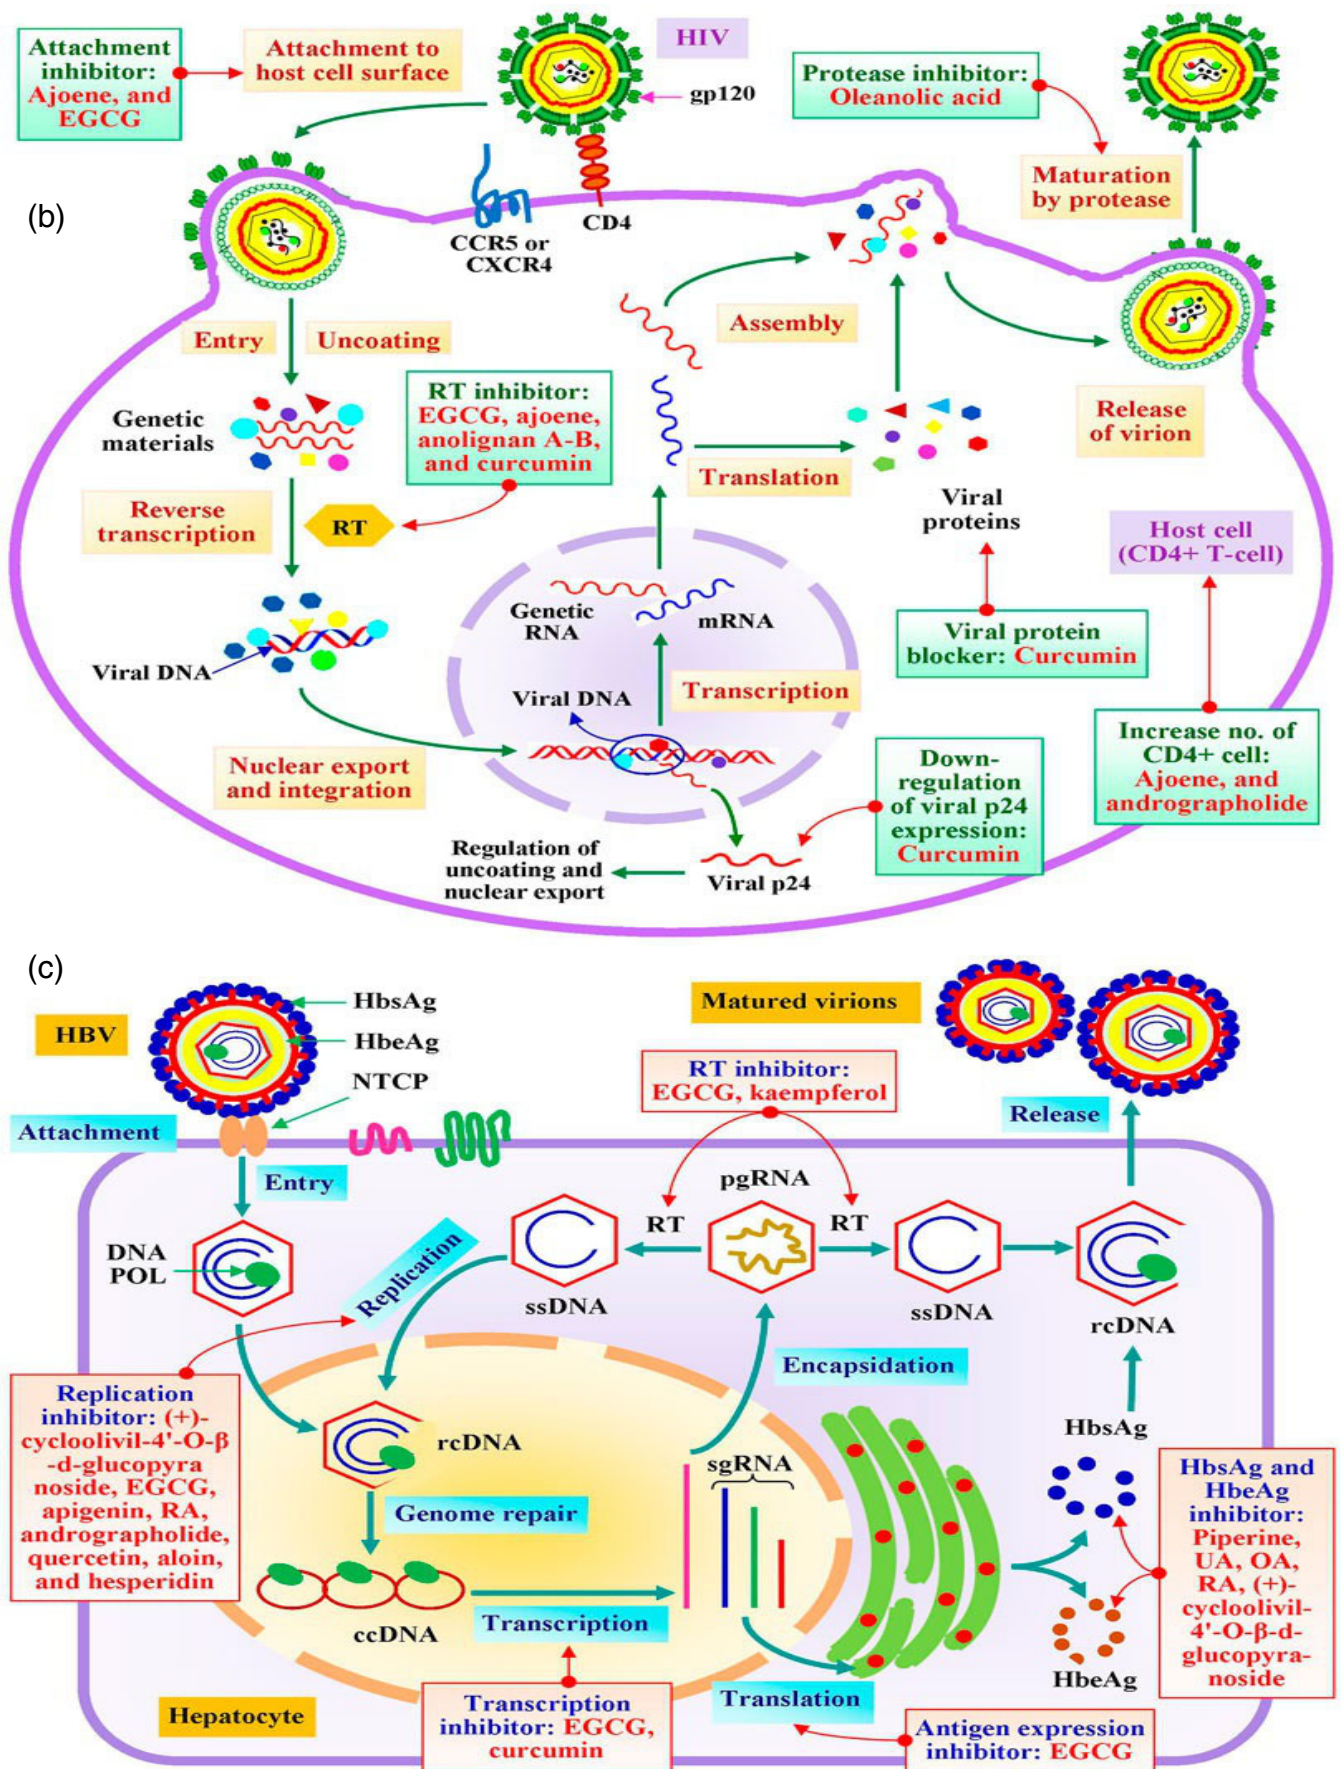 Attachment
inhibitor:
Ajoene, and
EGCG
Attachment to
host cell surface
HIV
gp120
Protease inhibitor:
Oleanolic acid
Maturation
by protease
(b)
CCR5 or
CXCR4
CD4
Entry
Uncoating
Assembly
Genetic
materials
RT inhibitor:
EGCG, ajoene,
anolignan A-B,
and curcumin
Release
of virion
Translation
Reverse
transcription
RT
Viral
proteins
Host cell
(CD4+ T-cell)
Genetic
RNA
mRNA
Viral protein
blocker: Curcumin
Viral DNA
Viral DNA
Transcription
Nuclear export
and integration
Down-
regulation
of viral p24
expression:
Curcumin
Increase no. of
CD4+ cell:
Ajoene, and
andrographolide
Regulation of
uncoating and
nuclear export
Viral p24
(c)
HBV
HbsAg
HbeAg
NTCP
Matured virions
RT inhibitor:
EGCG, kaempferol
Attachment
Release
Entry
pgRNA
DNA
POL
RT
RT
Replication
ssDNA
ssDNA
rcDNA
Encapsidation
Replication
inhibitor: (+)-
cycloolivil-4'-O-β
-d-glucopyra
noside, EGCG,
apigenin, RA,
andrographolide,
quercetin, aloin,
and hesperidin
rcDNA
sgRNA
HbsAg
HbsAg and
HbeAg
inhibitor:
Piperine,
UA, OA,
RA, (+)-
cycloolivil-
4'-O-β-d-
glucopyra-
noside
Genome repair
ccDNA
Transcription
HbeAg
Hepatocyte
Transcription
inhibitor: EGCG,
curcumin
Translation
Antigen expression
inhibitor: EGCG